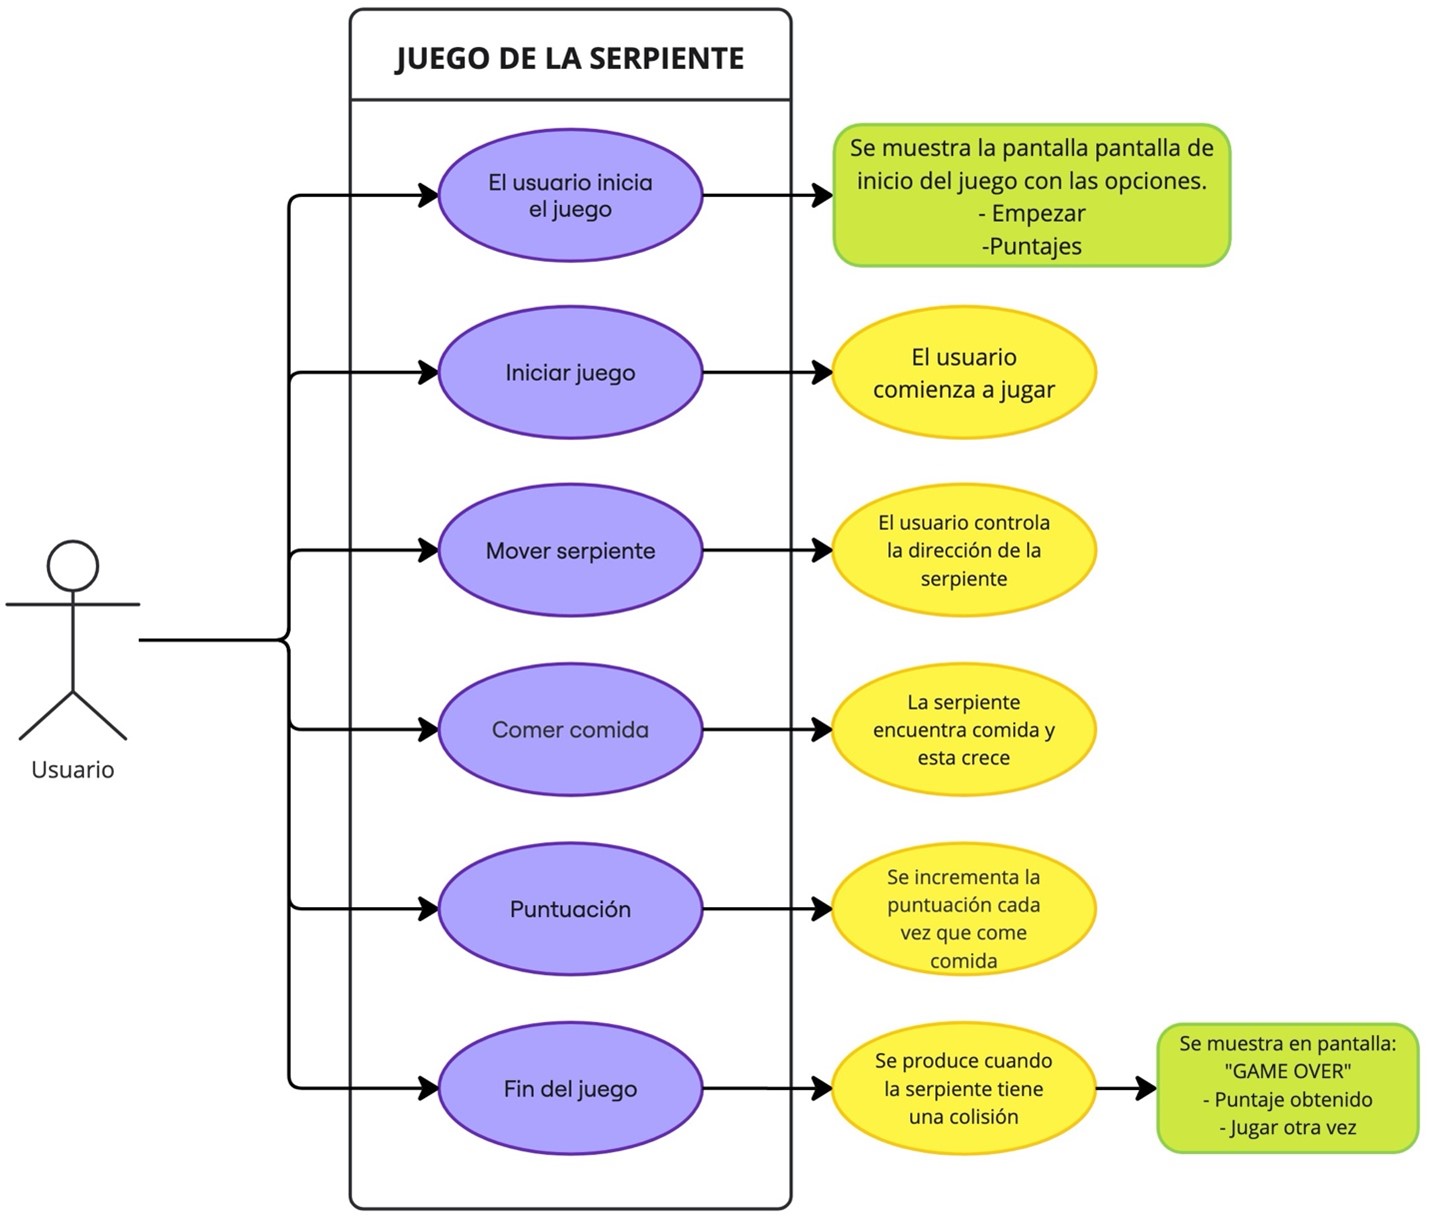 JUEGO DE LA SERPIENTE
El usuario inicia
el juego
Se muestra la pantalla pantalla de
inicio del juego con las opciones.
- Empezar
-Puntajes
Iniciar juego
El usuario
comienza a jugar
Mover serpiente
El usuario controla
la dirección de la
serpiente
Usuario
Comer comida
La serpiente
encuentra comida y
esta crece
Puntuación
Se incrementa la
puntuación cada
vez que come
comida
Fin del juego
Se produce cuando
la serpiente tiene
una colisión
Se muestra en pantalla:
"GAME OVER"
- Puntaje obtenido
- Jugar otra vez